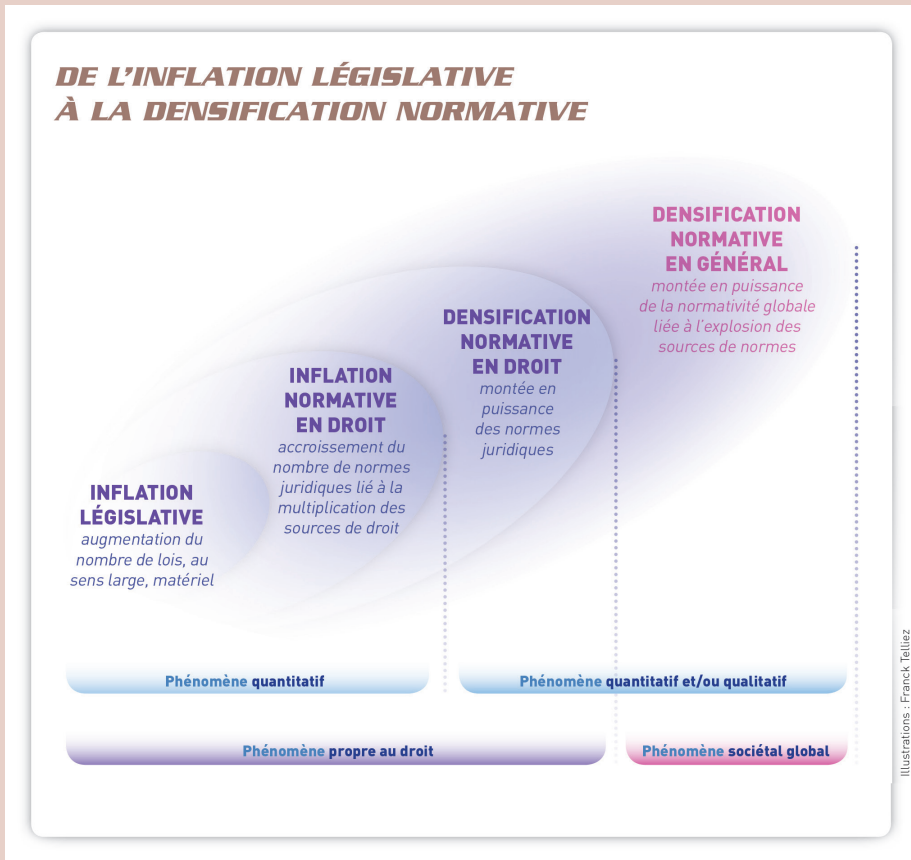 DE L'INFLATION LÉGISLATIVE
À LA DENSIFICATION NORMATIVE
DENSIFICATION
NORMATIVE
EN GÉNÉRAL
montée en puissance
de la normativité globale
liée à l'explosion des
sources de normes
DENSIFICATION
NORMATIVE
EN DROIT
montée en
puissance
des normes
juridiques
INFLATION
NORMATIVE
EN DROIT
accroissement du
nombre de normes
juridiques lié à la
multiplication des
sources de droit
INFLATION
LÉGISLATIVE
augmentation du
nombre de lois, au
sens large, matériel
Phénomène quantitatif
Phénomène quantitatif et/ou qualitatif
Phénomène propre au droit
Phénomène sociétal global
Illustrations : Franck Telliez